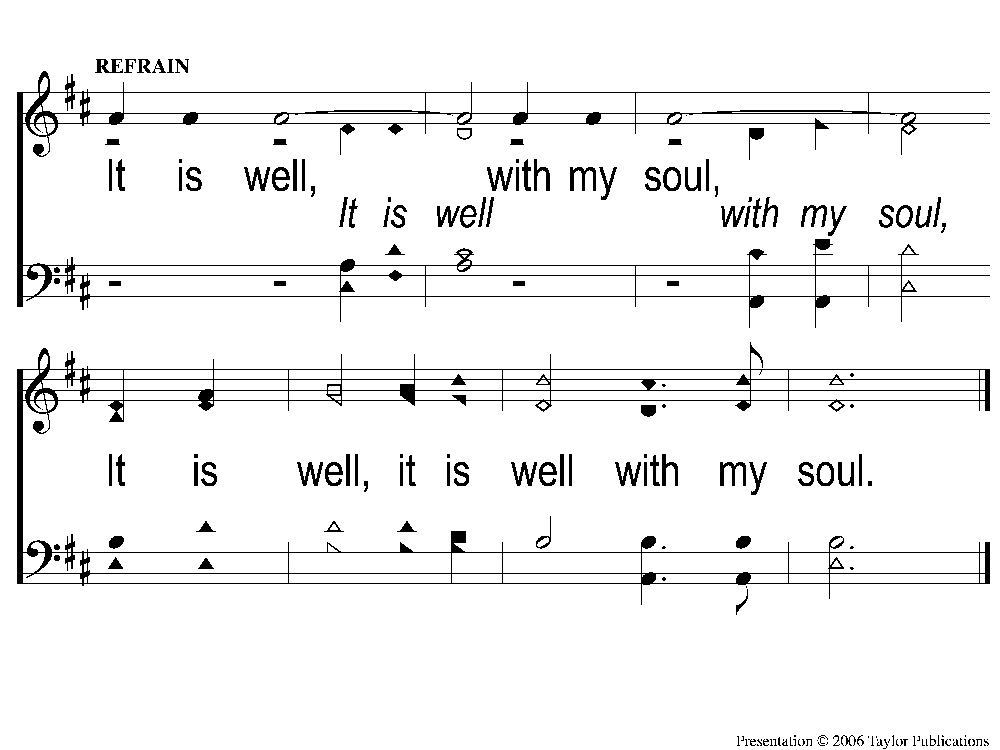 REFRAIN
It is well, with my soul,
It is well with my soul,
It is well, it is well with my soul.
Presentation © 2006 Taylor Publications